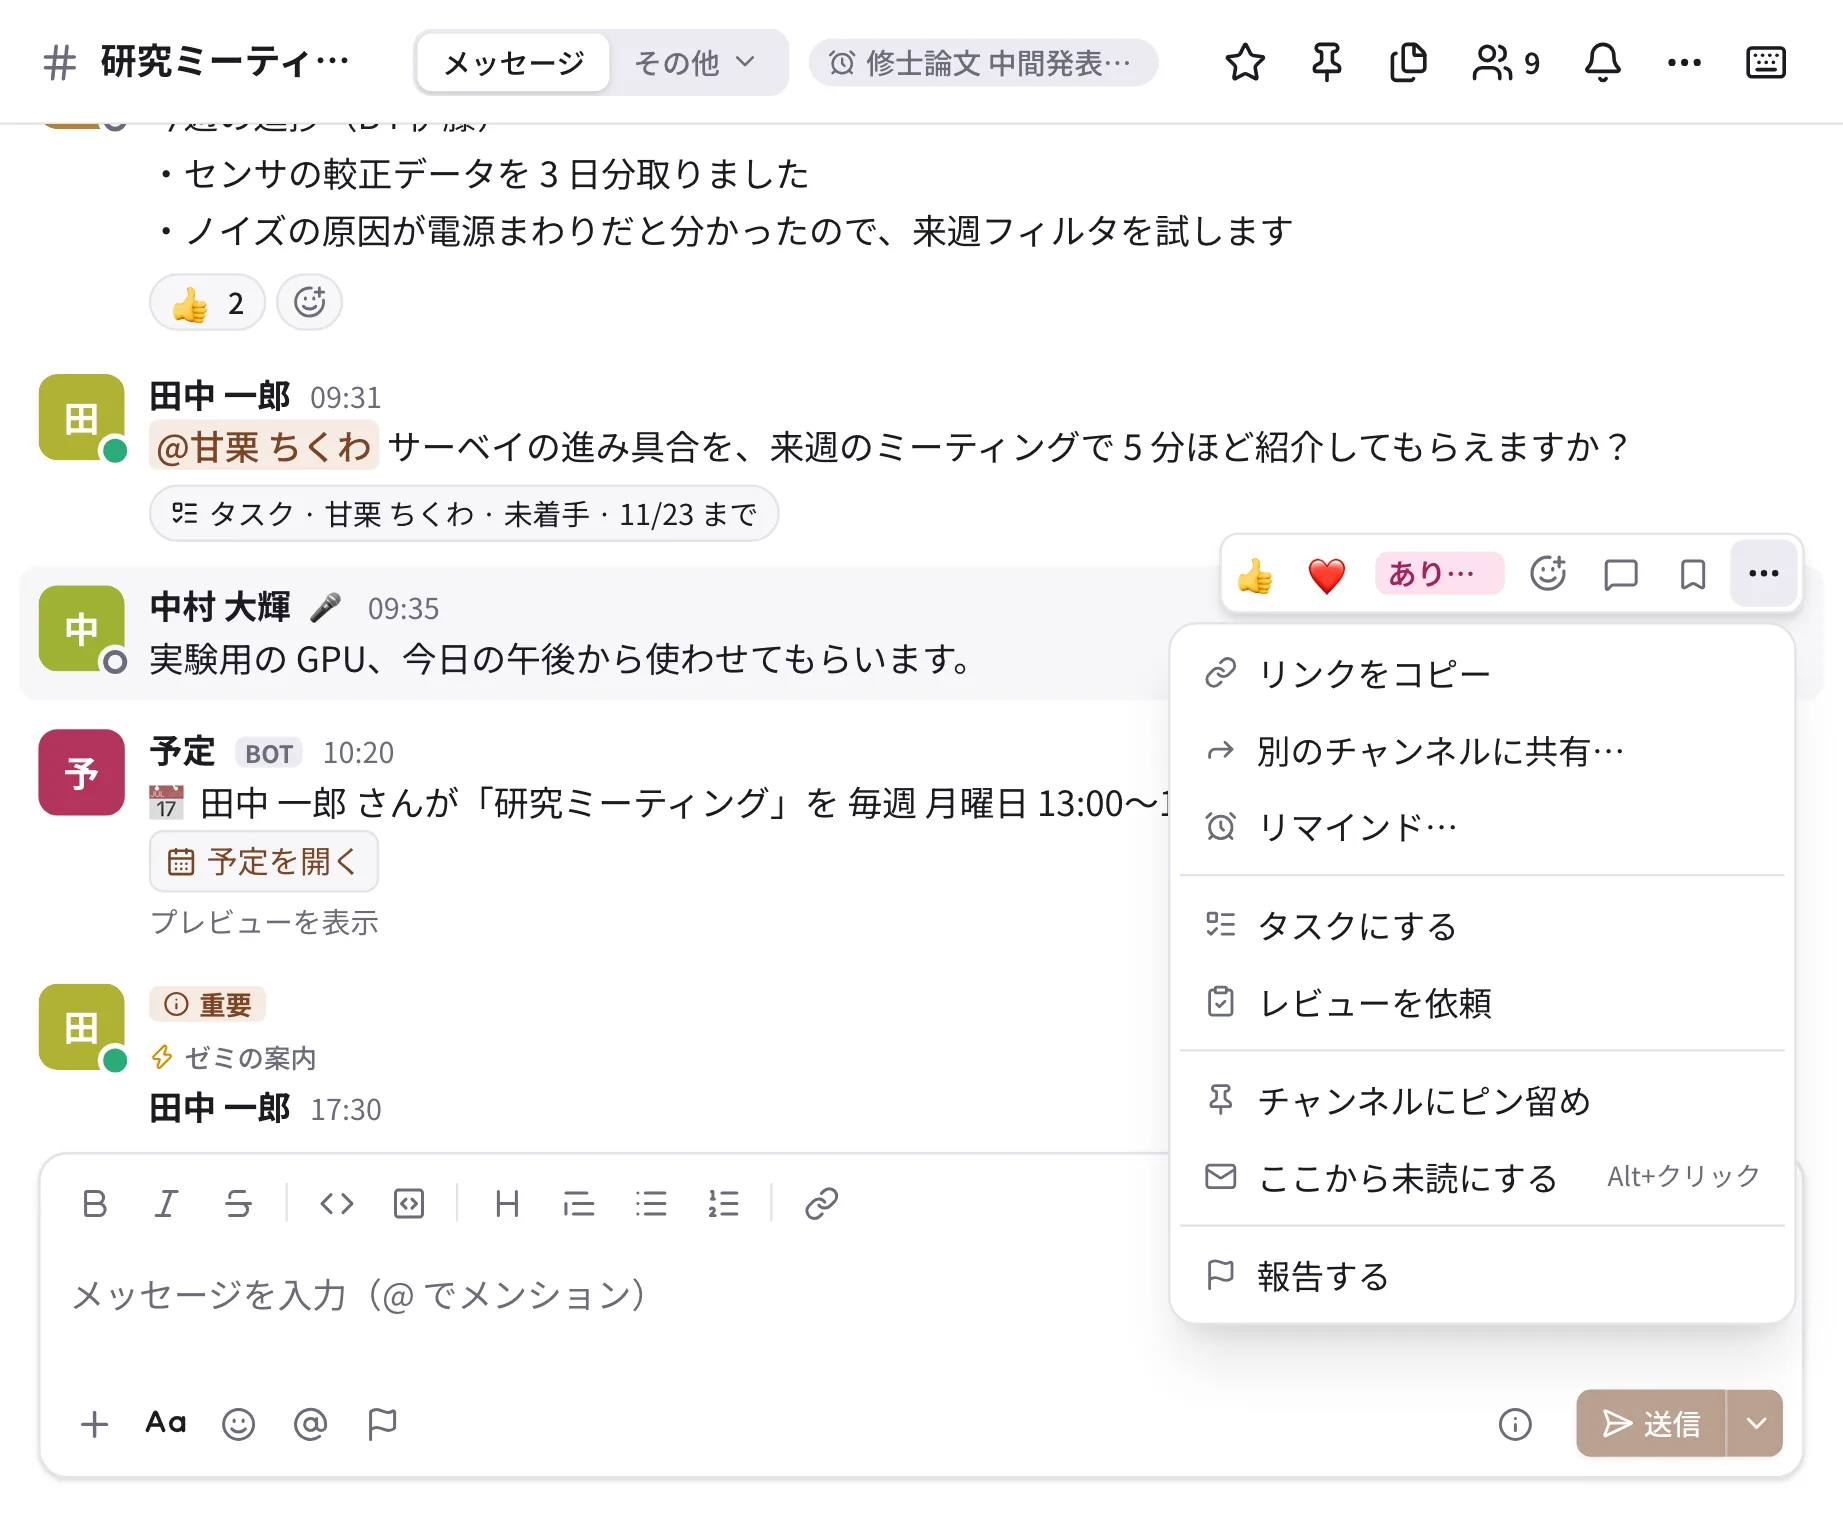 研究ミーティ…
メッセージ
その他
修士論文 中間発表…
9
・センサの較正データを 3 日分取りました
・ノイズの原因が電源まわりだと分かったので、来週フィルタを試します
👍 2
田
田中 一郎 09:31
@甘栗 ちくわ サーベイの進み具合を、来週のミーティングで 5 分ほど紹介してもらえますか？
タスク · 甘栗 ちくわ · 未着手 · 11/23 まで
あり…
中
中村 大輝 🎤 09:35
実験用の GPU、今日の午後から使わせてもらいます。
予
予定 BOT 10:20
📅 田中 一郎 さんが「研究ミーティング」を 毎週 月曜日 13:00〜
予定を開く
プレビューを表示
田
重要
ゼミの案内
田中 一郎 17:30
リンクをコピー
別のチャンネルに共有…
リマインド…
タスクにする
レビューを依頼
チャンネルにピン留め
ここから未読にする Alt+クリック
報告する
メッセージを入力（@ でメンション）
Aa
送信